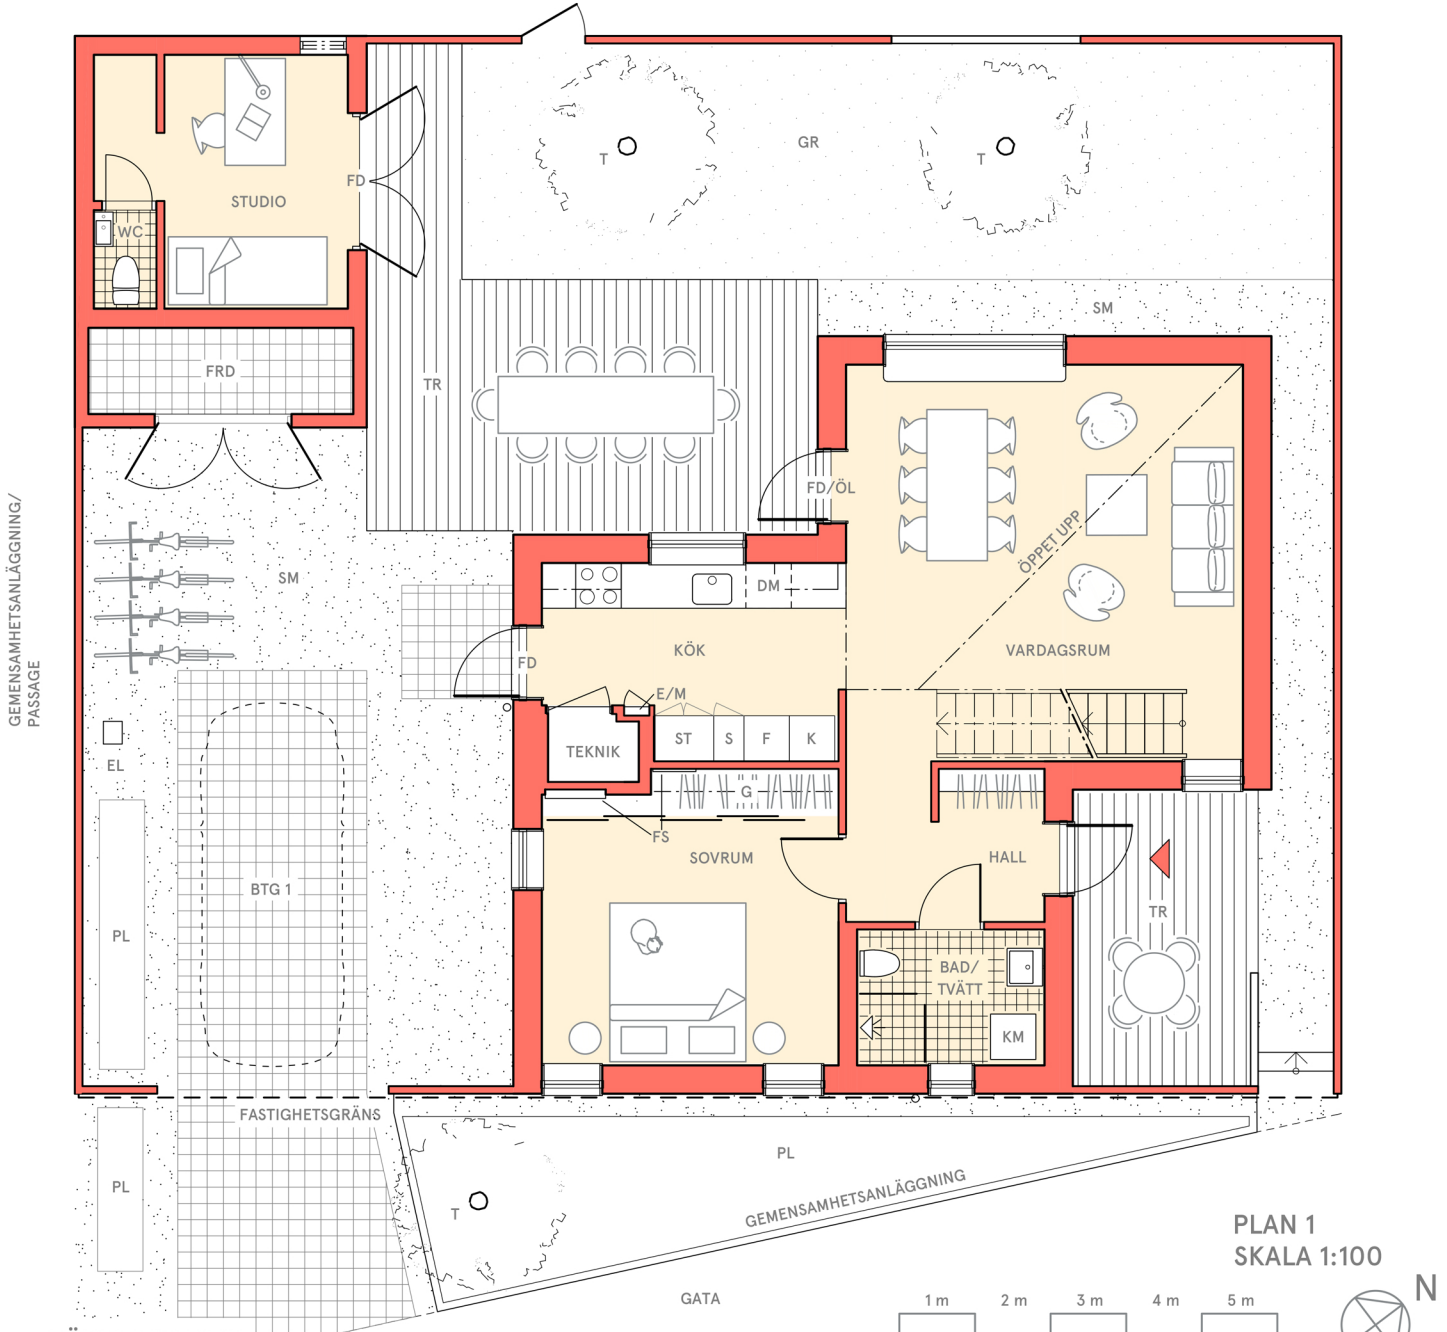 T
GR
T
FD
STUDIO
WC
SM
FRD
TR
FD/ÖL
ÖPPET UPP
GEMENSAMHETSANLÄGGNING/
PASSAGE
SM
DM
KÖK
VARDAGSRUM
FD
E/M
ST
S
F
K
TEKNIK
EL
G
FS
SOVRUM
HALL
BTG 1
TR
PL
BAD/
TVÄTT
KM
FASTIGHETSGRÄNS
PL
PL
GEMENSAMHETSANLÄGGNING
T
PLAN 1
SKALA 1:100
N
GATA
1 m
2 m
3 m
4 m
5 m